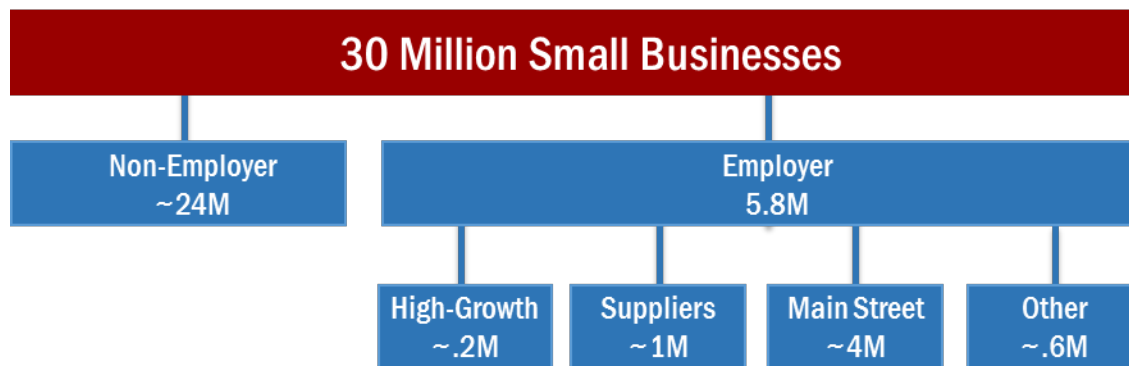 30 Million Small Businesses
Non-Employer
~24M
Employer
5.8M
High-Growth
~.2M
Suppliers
~1M
Main Street
~4M
Other
~.6M